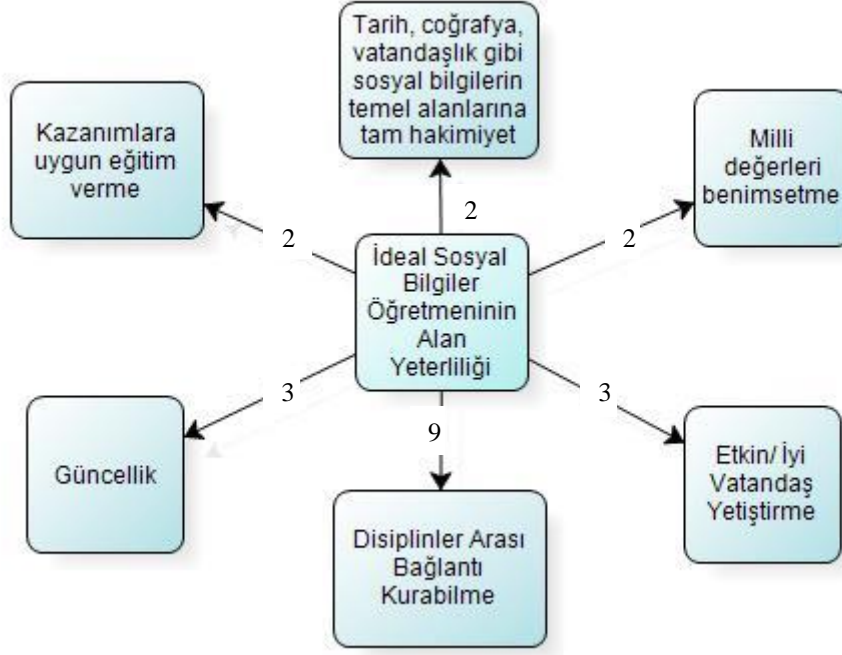 Tarih, coğrafya,
vatandaşlık gibi
sosyal bilgilerin
temel alanlarına
tam hakimiyet
Kazanımlara
uygun eğitim
verme
Milli
değerleri
benimsetme
2
2
2
İdeal Sosyal
Bilgiler
Öğretmeninin
Alan
Yeterliliği
3
3
9
Güncellik
Etkin/ İyi
Vatandaş
Yetiştirme
Disiplinler Arası
Bağlantı
Kurabilme